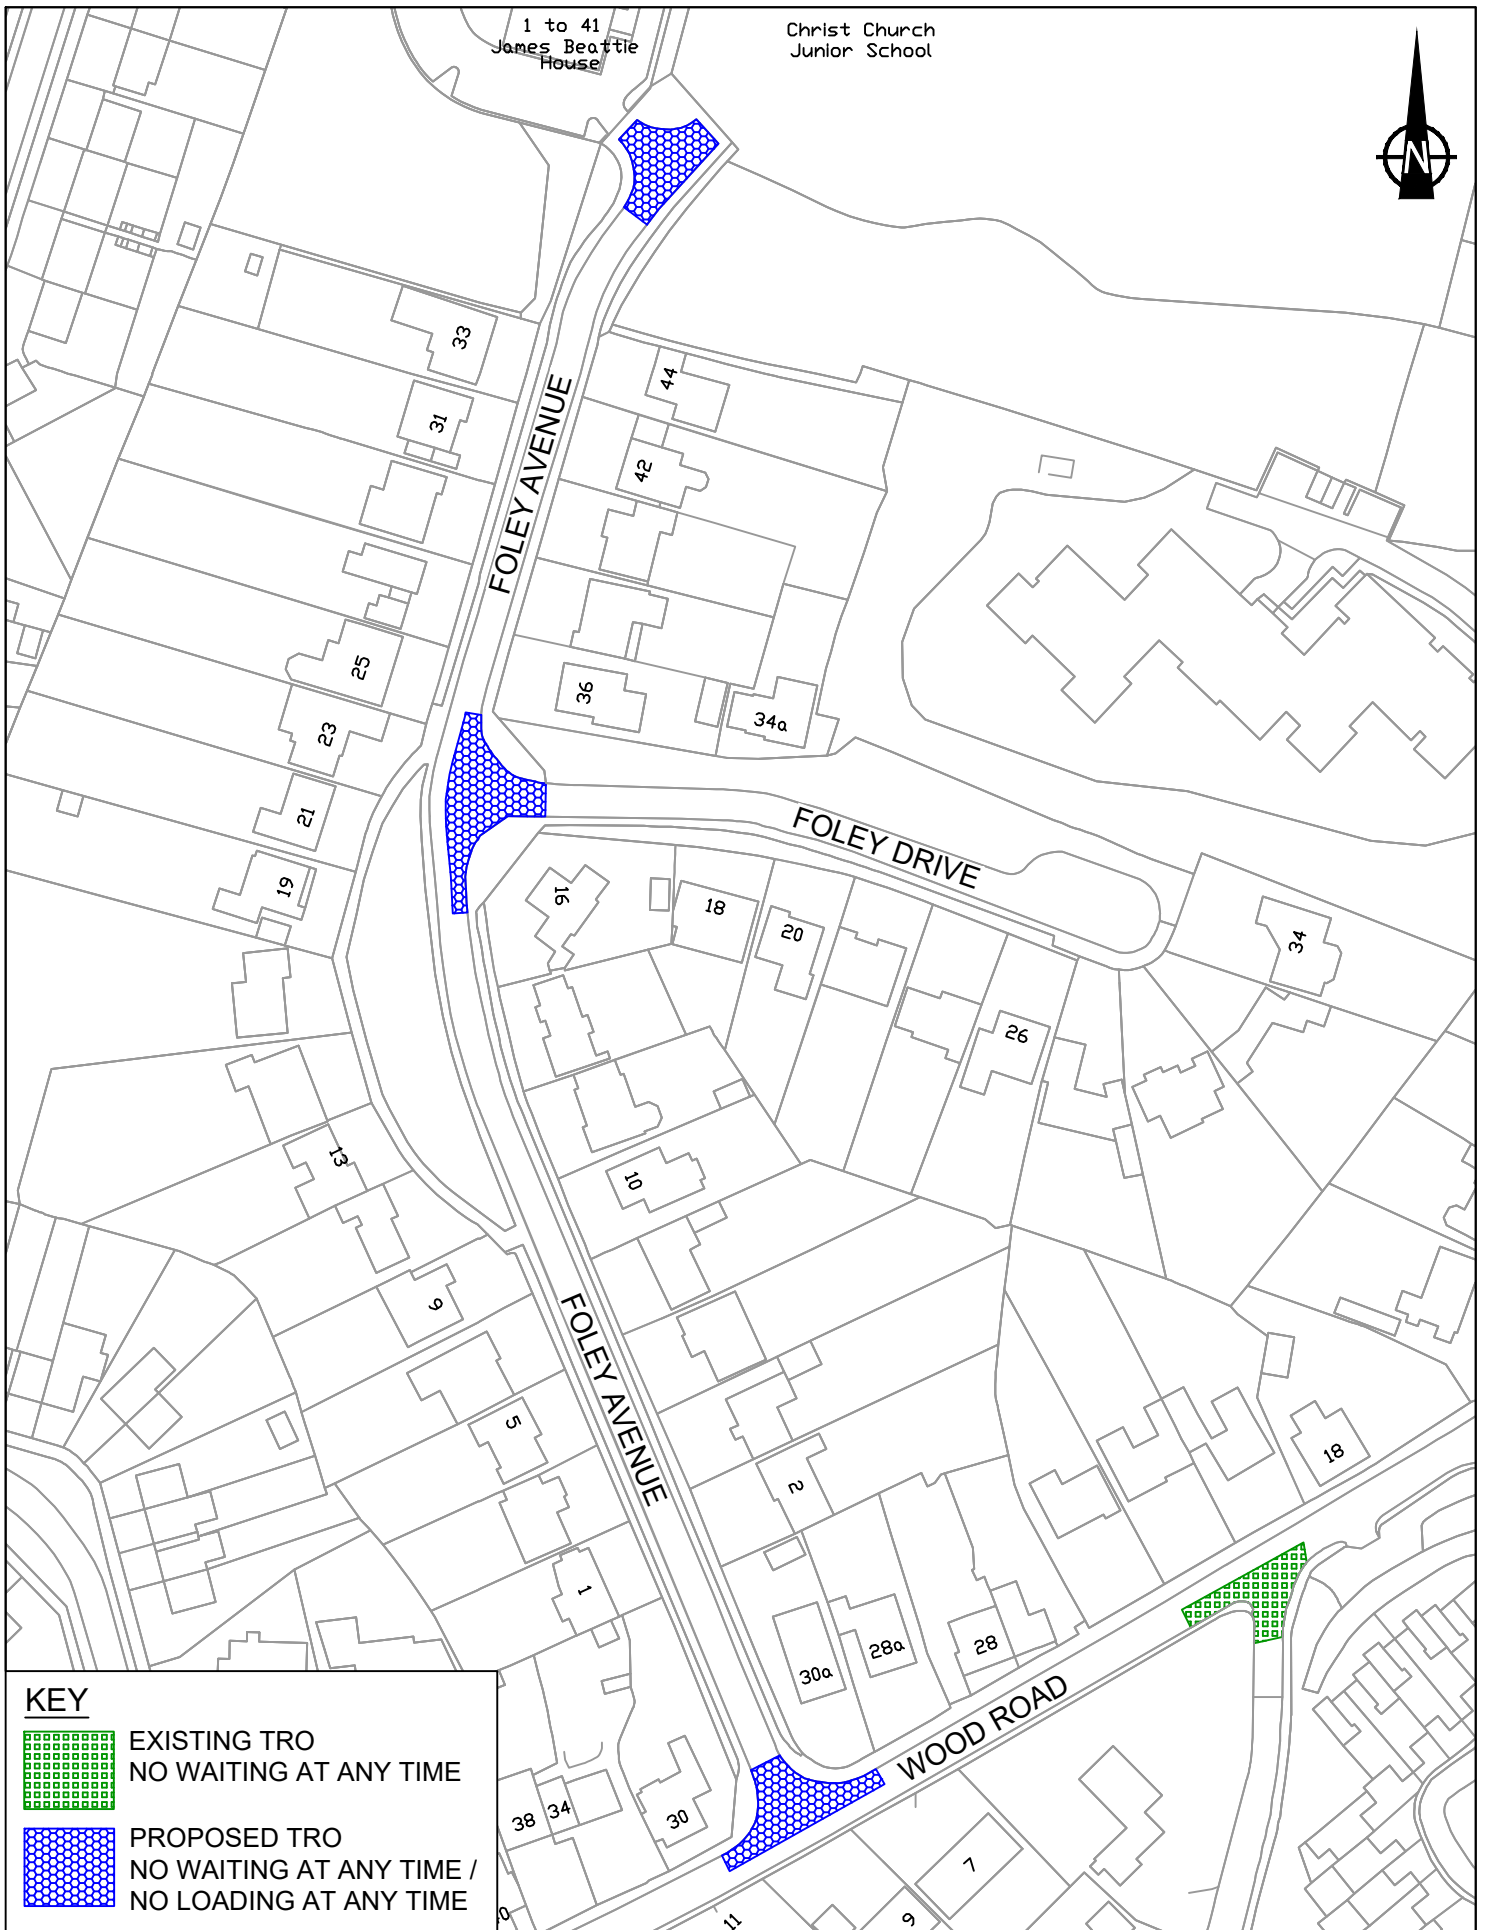 1 to 41
James Beattie
House
Christ Church
Junior School
N
33
44
31
42
FOLEY AVENUE
25
36
34a
23
21
FOLEY DRIVE
19
16
18
20
34
26
13
10
9
FOLEY AVENUE
5
2
18
1
28a
28
30a
WOOD ROAD
38
34
30
7
9
11
KEY
EXISTING TRO
NO WAITING AT ANY TIME
PROPOSED TRO
NO WAITING AT ANY TIME /
NO LOADING AT ANY TIME